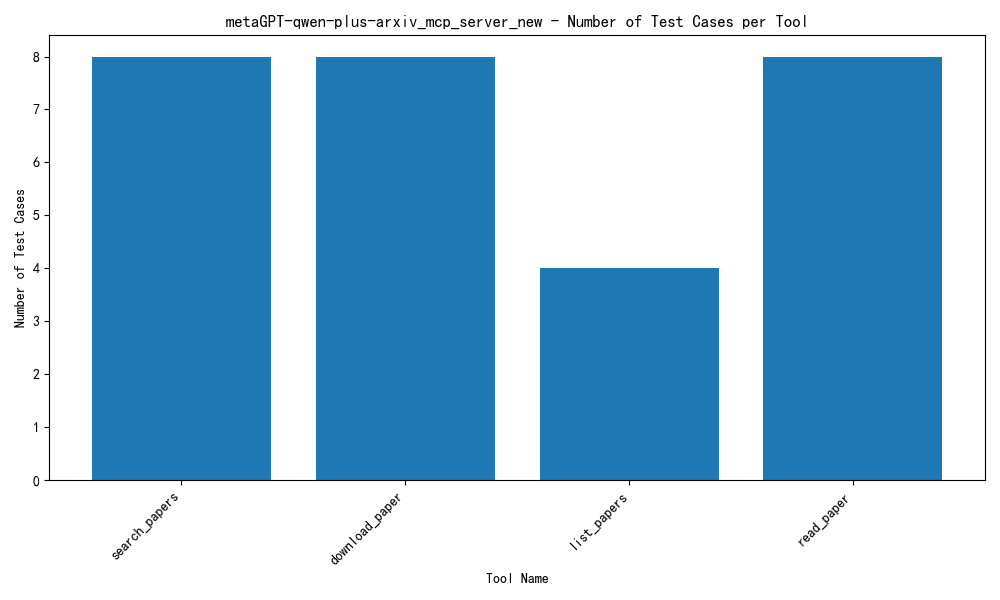 metaGPT-qwen-plus-arxiv_mcp_server_new - Number of Test Cases per Tool
Number of Test Cases
8
7
6
5
4
3
2
1
0
search_papers
download_paper
list_papers
read_paper
Tool Name